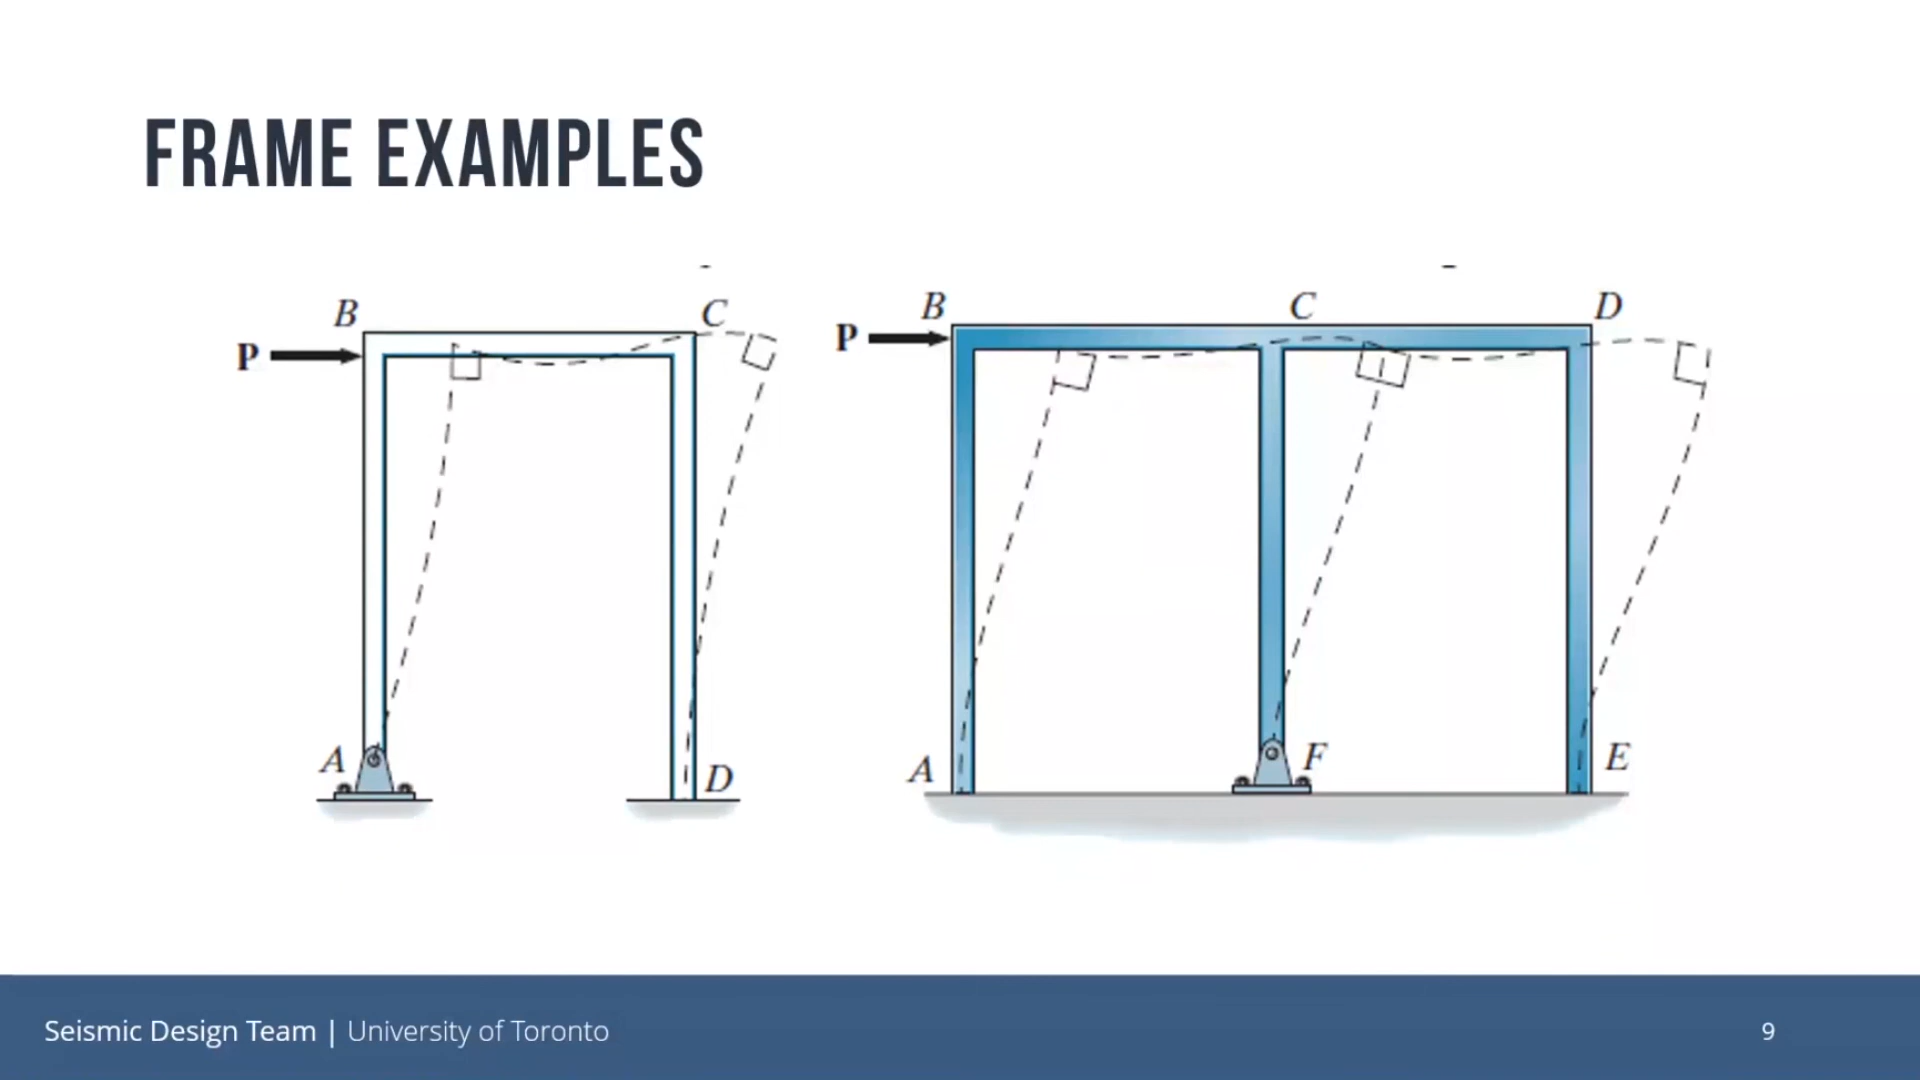 FRAME EXAMPLES
B
C
P
A
D
B
C
D
P
A
F
E
Seismic Design Team | University of Toronto
9